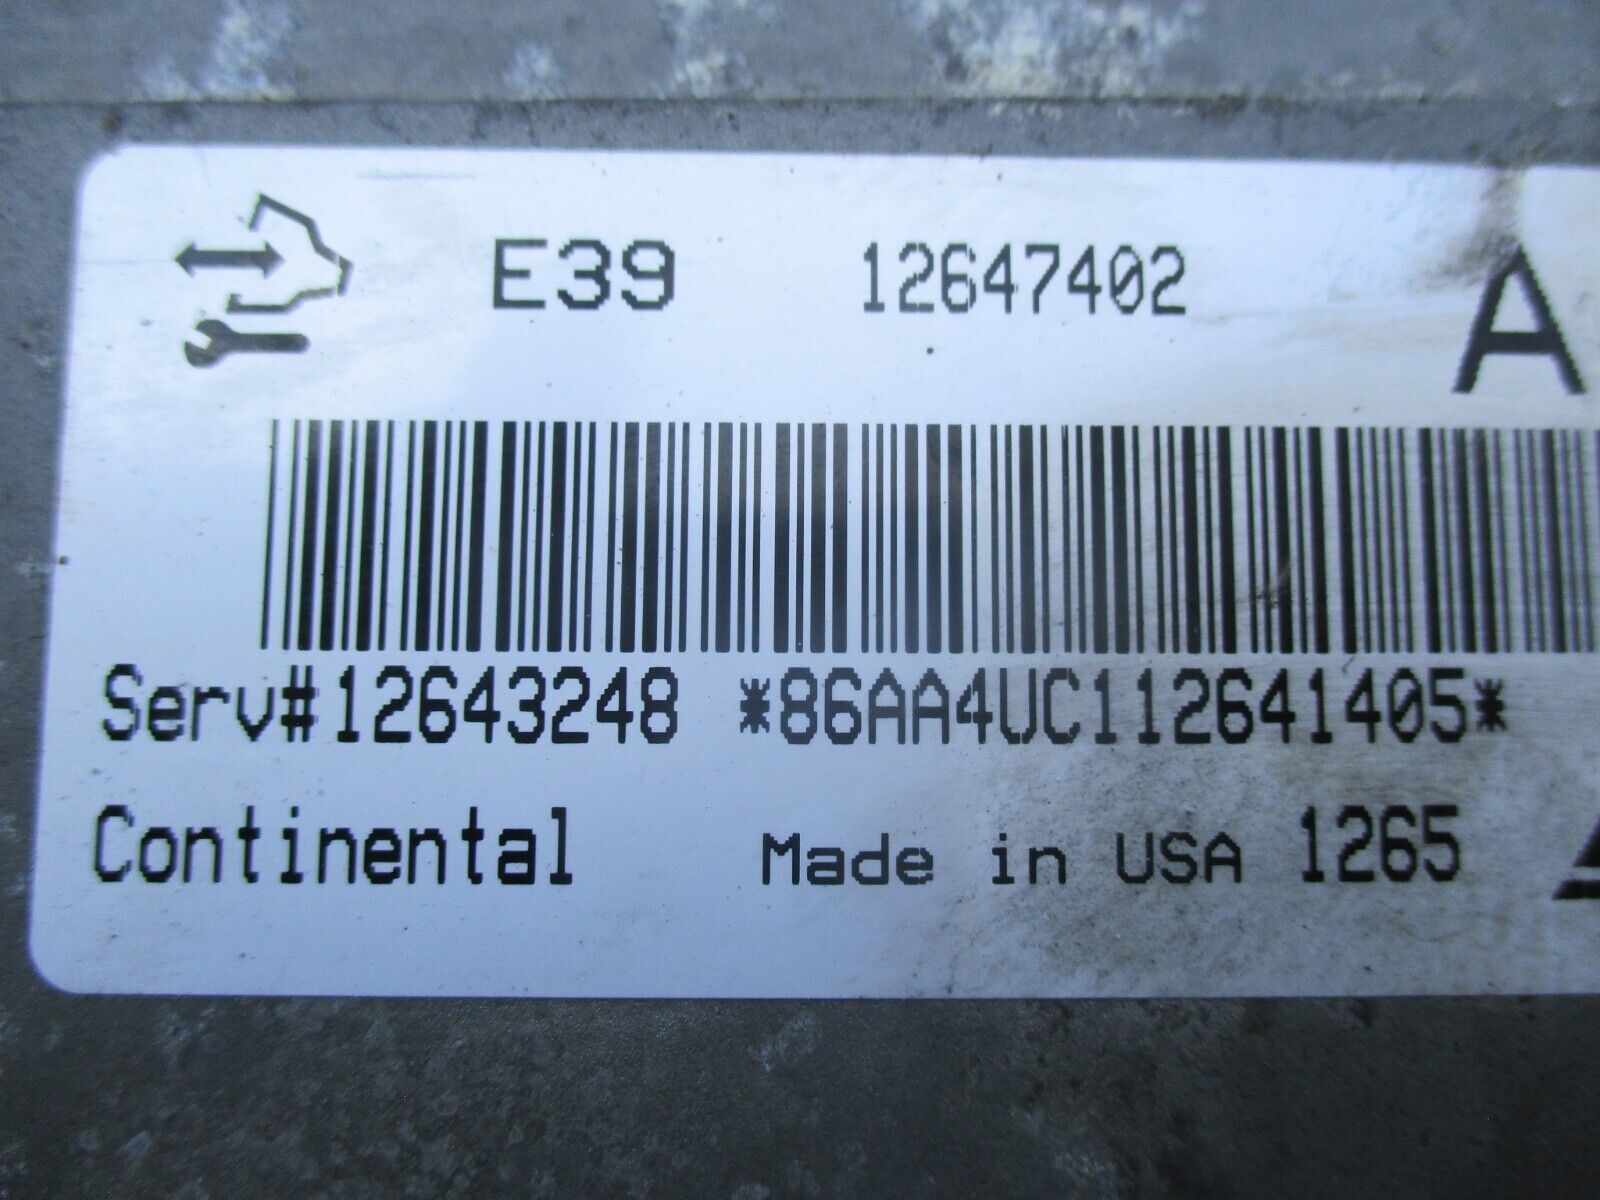 E39 12647402 A
Serv#12643248 *86AA4UC112641405*
Continental Made in USA 1265